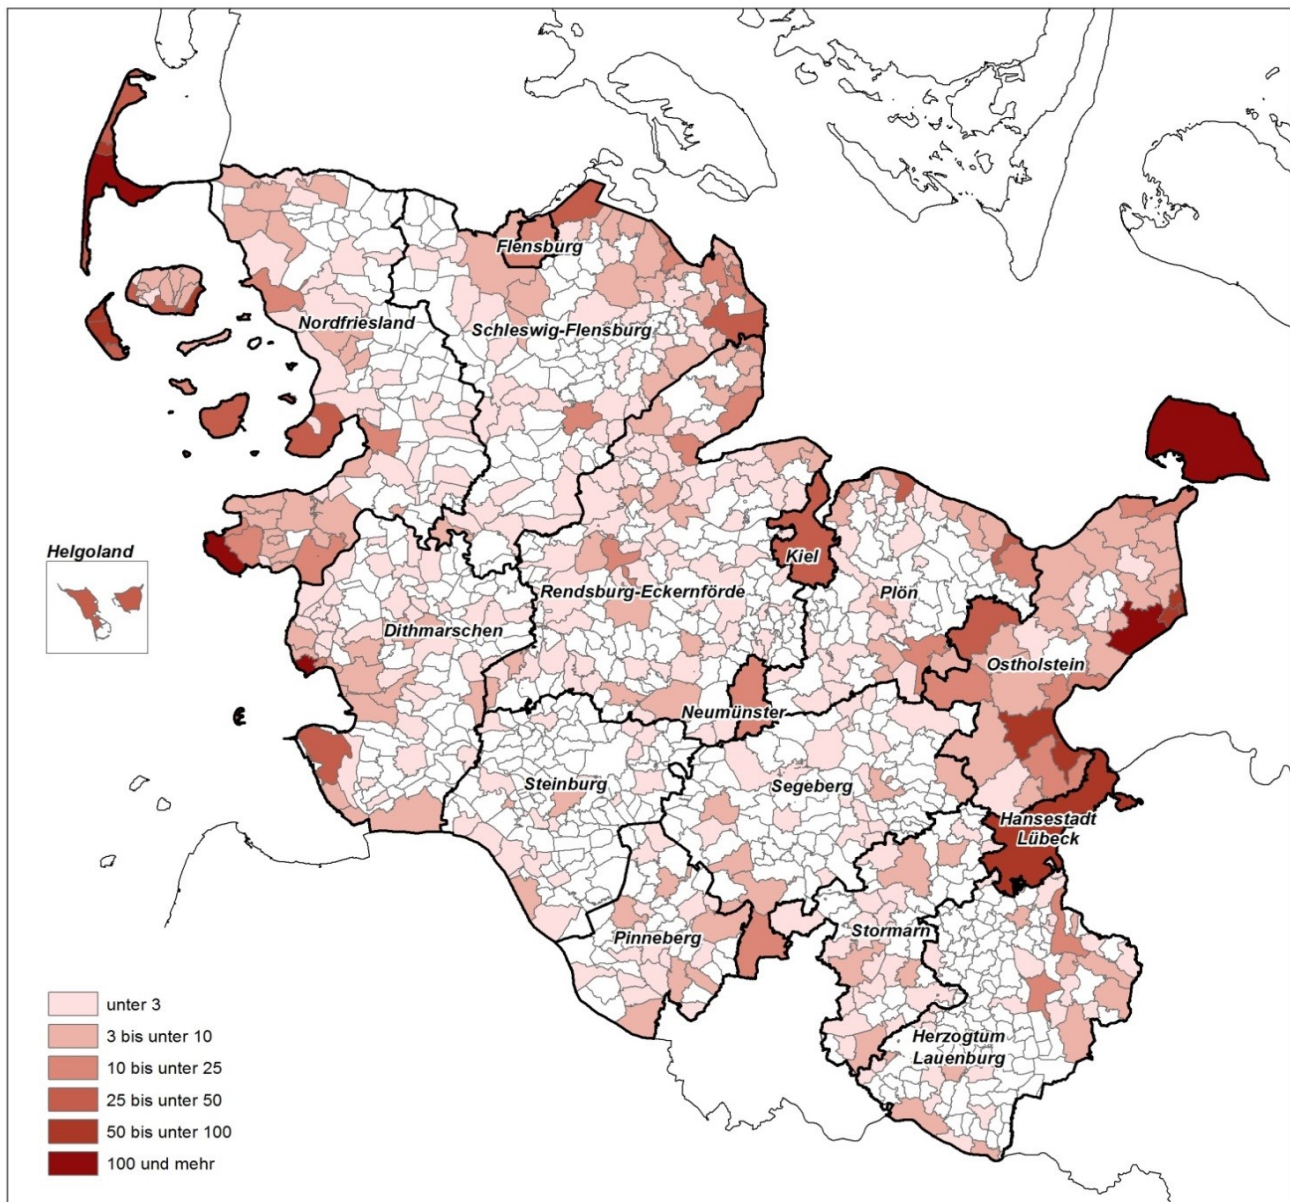 Flensburg
Nordfriesland
Schleswig-Flensburg
Helgoland
Kiel
Rendsburg-Eckernförde
Plön
Dithmarschen
Ostholstein
Neumünster
Steinburg
Segeberg
Hansestadt
Lübeck
Pinneberg
Stormarn
Herzogtum
Lauenburg
unter 3
3 bis unter 10
10 bis unter 25
25 bis unter 50
50 bis unter 100
100 und mehr